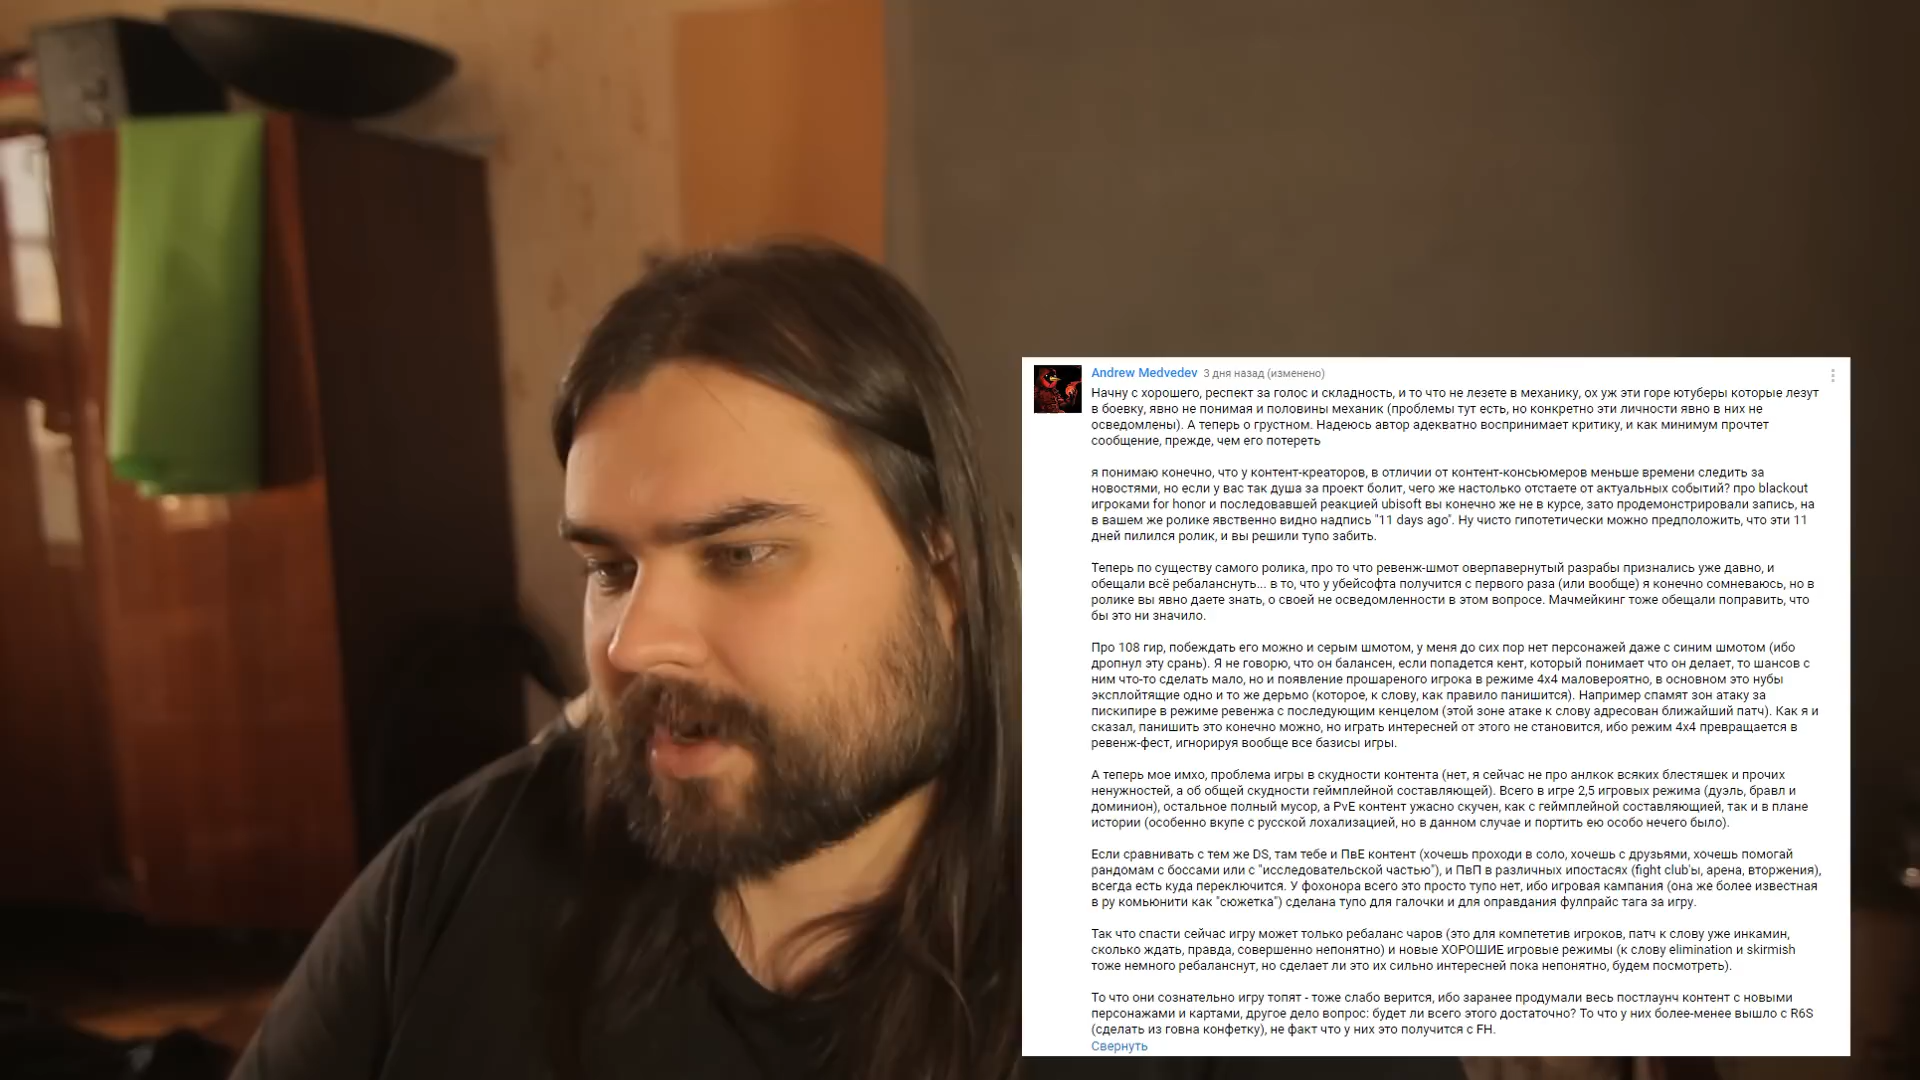 Andrew Medvedev 3 дня назад (изменено)
Начну с хорошего, респект за голос и складность, и то что не лезете в механику, ох уж эти горе ютуберы которые лезут
в боевку, явно не понимая и половины механик (проблемы тут есть, но конкретно эти личности явно в них не
осведомлены). А теперь о грустном. Надеюсь автор адекватно воспринимает критику, и как минимум прочтет
сообщение, прежде, чем его потереть
я понимаю конечно, что у контент-креаторов, в отличии от контент-консьюмеров меньше времени следить за
новостями, но если у вас так душа за проект болит, чего же настолько отстаете от актуальных событий? про blackout
игроками for honor и последовавшей реакцией ubisoft вы конечно же не в курсе, зато продемонстрировали запись, на
в вашем же ролике явственно видно надпись "11 days ago". Ну чисто гипотетически можно предположить, что эти 11
дней пилился ролик, и вы решили тупо забить.
Теперь по существу самого ролика, про то что ревенж-шмот оверпавернутый разрабы признались уже давно, и
обещали всё ребаланснуть... в то, что у убейсофта получится с первого раза (или вообще) я конечно сомневаюсь, но в
ролике вы явно даете знать, о своей не осведомленности в этом вопросе. Мачмейкинг тоже обещали поправить, что
бы это ни значило.
Про 108 гир, побеждать его можно и серым шмотом, у меня до сих пор нет персонажей даже с синим шмотом (ибо
дропнул эту срань). Я не говорю, что он балансен, если попадется кент, который понимает что он делает, то шансов с
ним что-то сделать мало, но и появление прошареного игрока в режиме 4х4 маловероятно, в основном это нубы
эксплойтящие одно и то же дерьмо (которое, к слову, как правило панишится). Например спамят зон атаку за
пискипире в режиме ревенжа с последующим кенцелом (этой зоне атаке к слову адресован ближайший патч). Как я и
сказал, панишить это конечно можно, но играть интересней от этого не становится, ибо режим 4х4 превращается в
ревенж-фест, игнорируя вообще все базисы игры.
А теперь мое имхо, проблема игры в скудности контента (нет, я сейчас не про анлкок всяких блестяшек и прочих
ненужностей, а об общей скудности геймплейной составляющей). Всего в игре 2,5 игровых режима (дуэль, бравл и
доминион), остальное полный мусор, а PvE контент ужасно скучен, как с геймплейной составляющей, так и в плане
истории (особенно вкупе с русской лохализацией, но в данном случае и портить ею особо нечего было).
Если сравнивать с тем же DS, там тебе и ПвЕ контент (хочешь проходи в соло, хочешь с друзьями, хочешь помогай
рандомам с боссами или с "исследовательской частью"), и ПвП в различных ипостасях (fight club'ы, арена, вторжения),
всегда есть куда переключится. У фохонора всего это просто тупо нет, ибо игровая кампания (она же более известная
в ру комьюнити как "сюжетка") сделана тупо для галочки и для оправдания фулпрайс тага за игру.
Так что спасти сейчас игру может только ребаланс чаров (это для компететив игроков, патч к слову уже инкамин,
сколько ждать, правда, совершенно непонятно) и новые ХОРОШИЕ игровые режимы (к слову elimination и skirmish
тоже немного ребаланснут, но сделает ли это их сильно интересней пока непонятно, будем посмотреть).
То что они сознательно игру топят - тоже слабо верится, ибо заранее продумали весь постлаунч контент с новыми
персонажами и картами, другое дело вопрос: будет ли всего этого достаточно? То что у них более-менее вышло с R6S
(сделать из говна конфетку), не факт что у них это получится с FH.
Свернуть